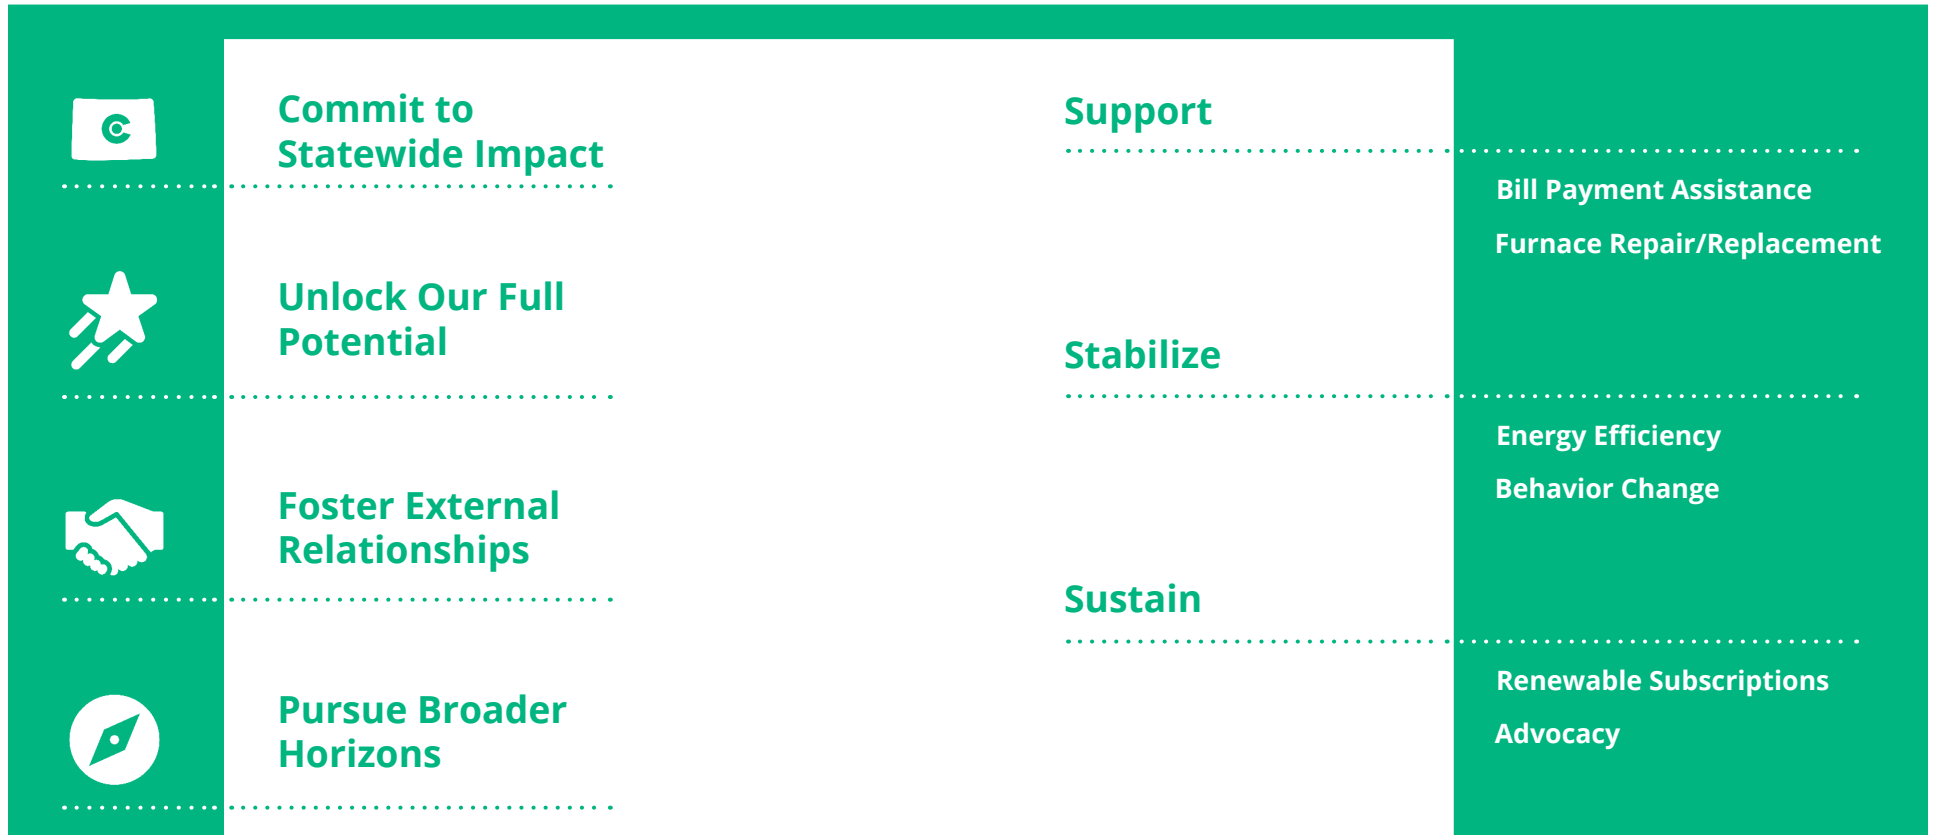 Commit to
Statewide Impact
Unlock Our Full
Potential
Foster External
Relationships
Pursue Broader
Horizons
Support
Bill Payment Assistance
Furnace Repair/Replacement
Stabilize
Energy Efficiency
Behavior Change
Sustain
Renewable Subscriptions
Advocacy